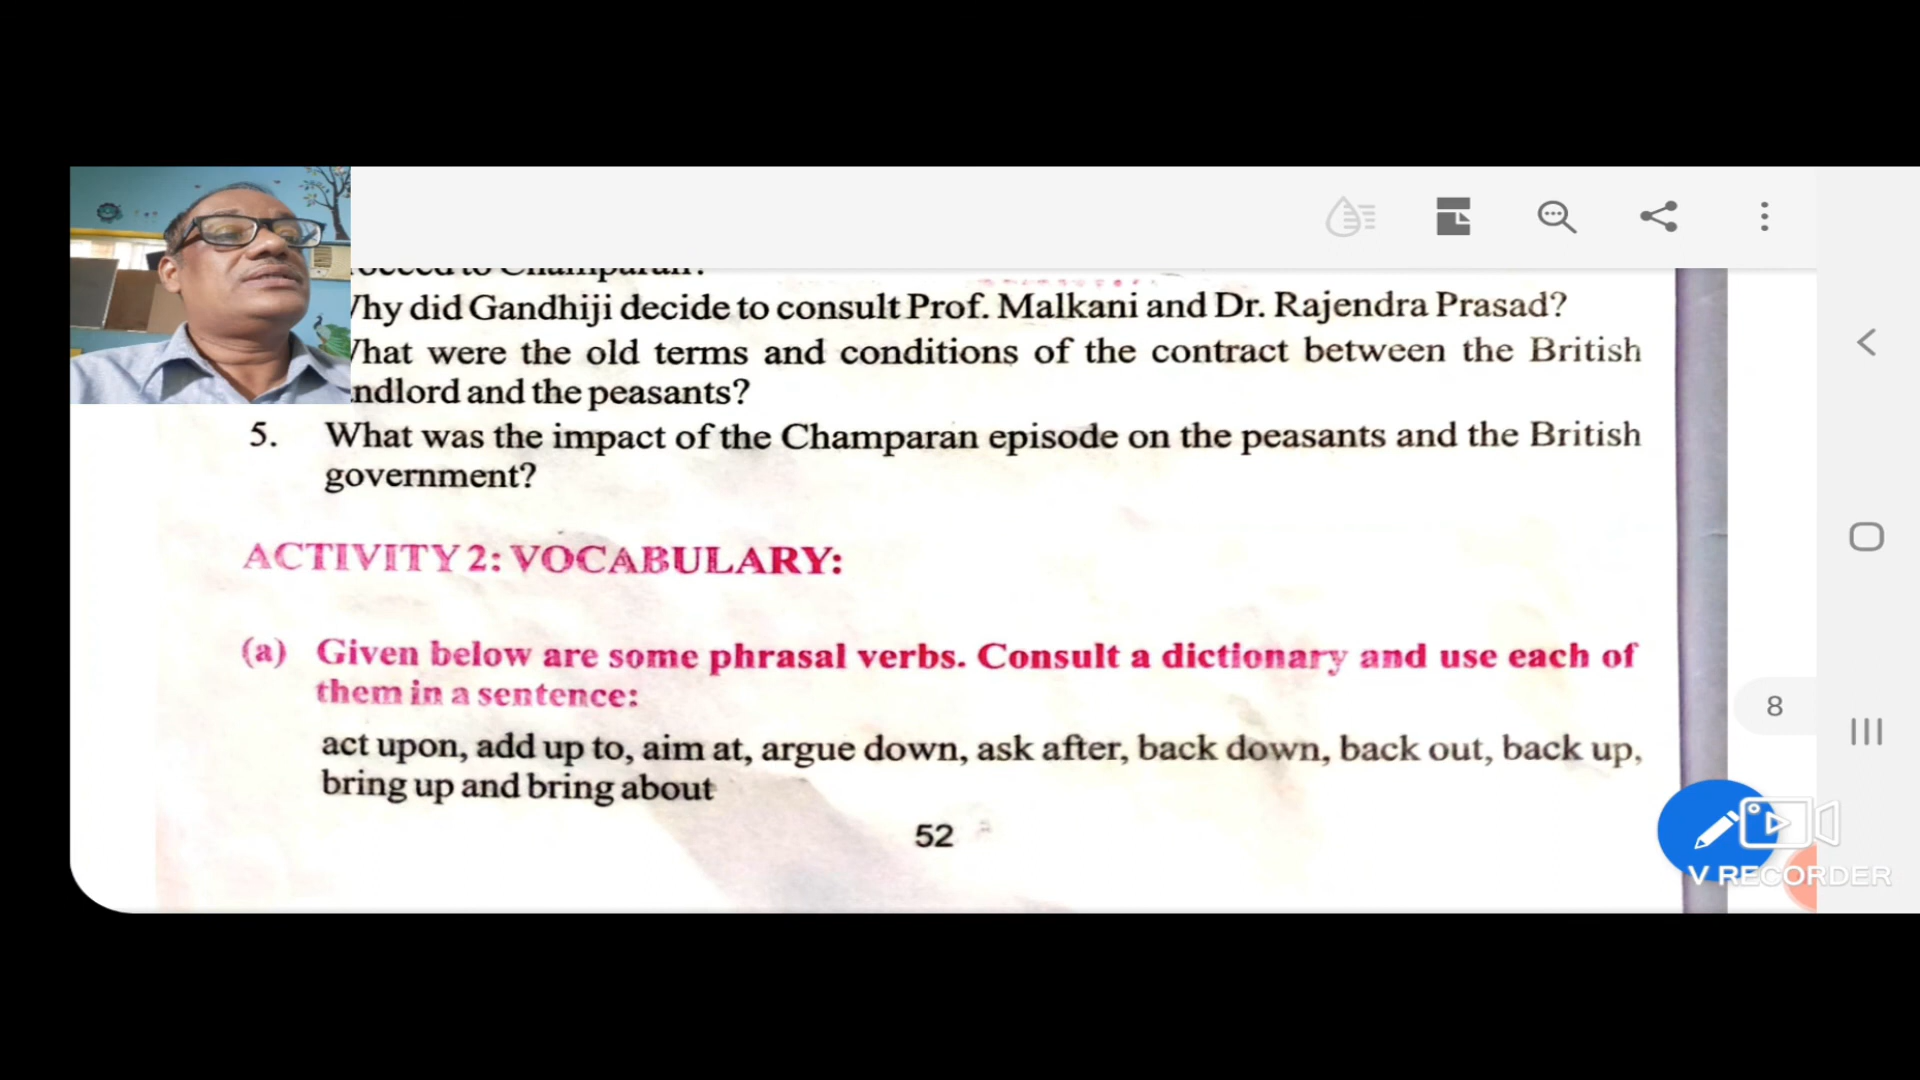 to Champaran?
hy did Gandhiji decide to consult Prof. Malkani and Dr. Rajendra Prasad?
hat were the old terms and conditions of the contract between the British
ndlord and the peasants?
5. What was the impact of the Champaran episode on the peasants and the British
government?
ACTIVITY 2: VOCABULARY:
(a) Given below are some phrasal verbs. Consult a dictionary and use each of
them in a sentence:
act upon, add up to, aim at, argue down, ask after, back down, back out, back up,
bring up and bring about
52
8
V RECORDER